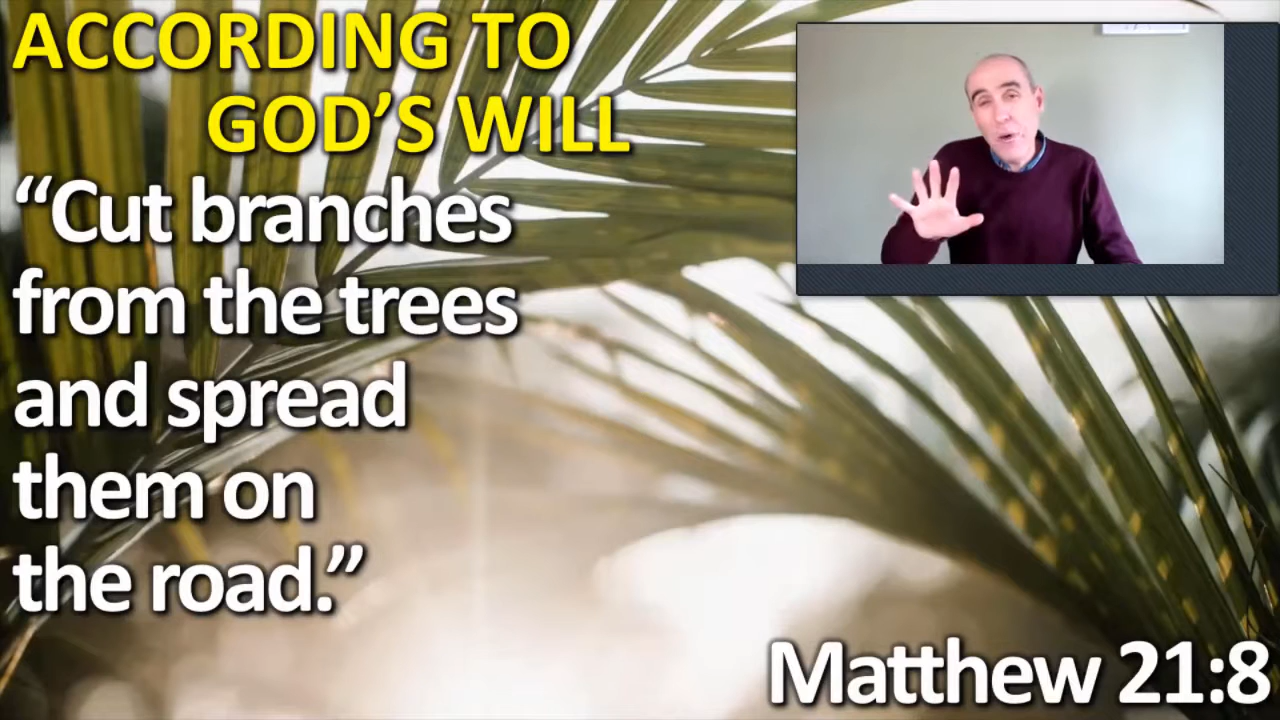 ACCORDING TO
GOD’S WILL
“Cut branches
from the trees
and spread
them on
the road.”
Matthew 21:8